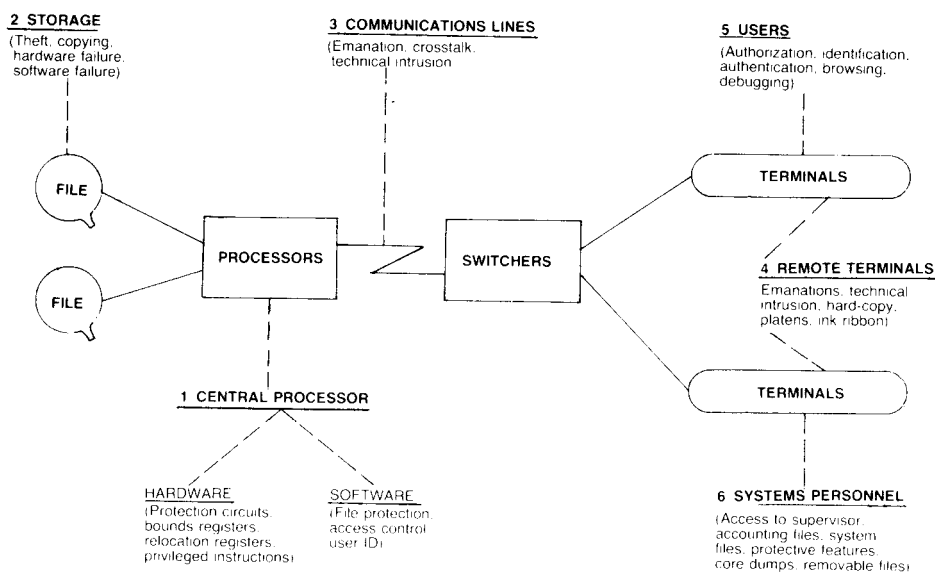 2 STORAGE
(Theft, copying,
hardware failure,
software failure)
3 COMMUNICATIONS LINES
(Emanation, crosstalk,
technical intrusion
5 USERS
(Authorization, identification,
authentication, browsing,
debugging)
FILE
FILE
PROCESSORS
SWITCHERS
TERMINALS
4 REMOTE TERMINALS
Emanations, technical
intrusion, hard-copy,
platens, ink ribbon)
TERMINALS
1 CENTRAL PROCESSOR
HARDWARE
(Protection circuits,
bounds registers,
relocation registers,
privileged instructions)
SOFTWARE
(File protection,
access control
user ID)
6 SYSTEMS PERSONNEL
(Access to supervisor,
accounting files, system
files, protective features,
core dumps, removable files)